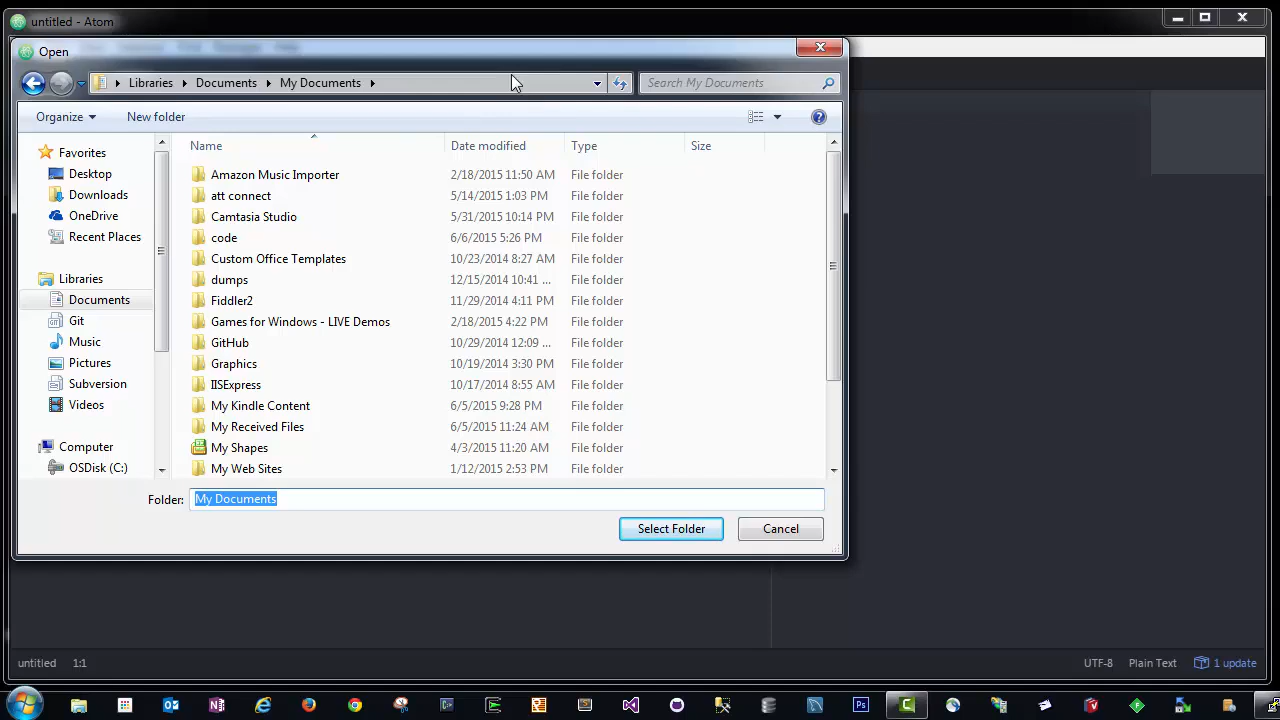 untitled - Atom
Open
Libraries Documents My Documents
Search My Documents
Organize New folder
Name Date modified Type Size
Favorites
Desktop
Downloads
OneDrive
Recent Places
Libraries
Documents
Git
Music
Pictures
Subversion
Videos
Computer
OSDisk (C:)
Amazon Music Importer 2/18/2015 11:50 AM File folder
att connect 5/14/2015 1:03 PM File folder
Camtasia Studio 5/31/2015 10:14 PM File folder
code 6/6/2015 5:26 PM File folder
Custom Office Templates 10/23/2014 8:27 AM File folder
dumps 12/15/2014 10:41 ... File folder
Fiddler2 11/29/2014 4:11 PM File folder
Games for Windows - LIVE Demos 2/18/2015 4:22 PM File folder
GitHub 10/29/2014 12:09 ... File folder
Graphics 10/19/2014 3:30 PM File folder
IISExpress 10/17/2014 8:55 AM File folder
My Kindle Content 6/5/2015 9:28 PM File folder
My Received Files 6/5/2015 11:24 AM File folder
My Shapes 4/3/2015 11:20 AM File folder
My Web Sites 1/12/2015 2:53 PM File folder
Folder: My Documents
Select Folder Cancel
untitled 1:1 UTF-8 Plain Text 1 update